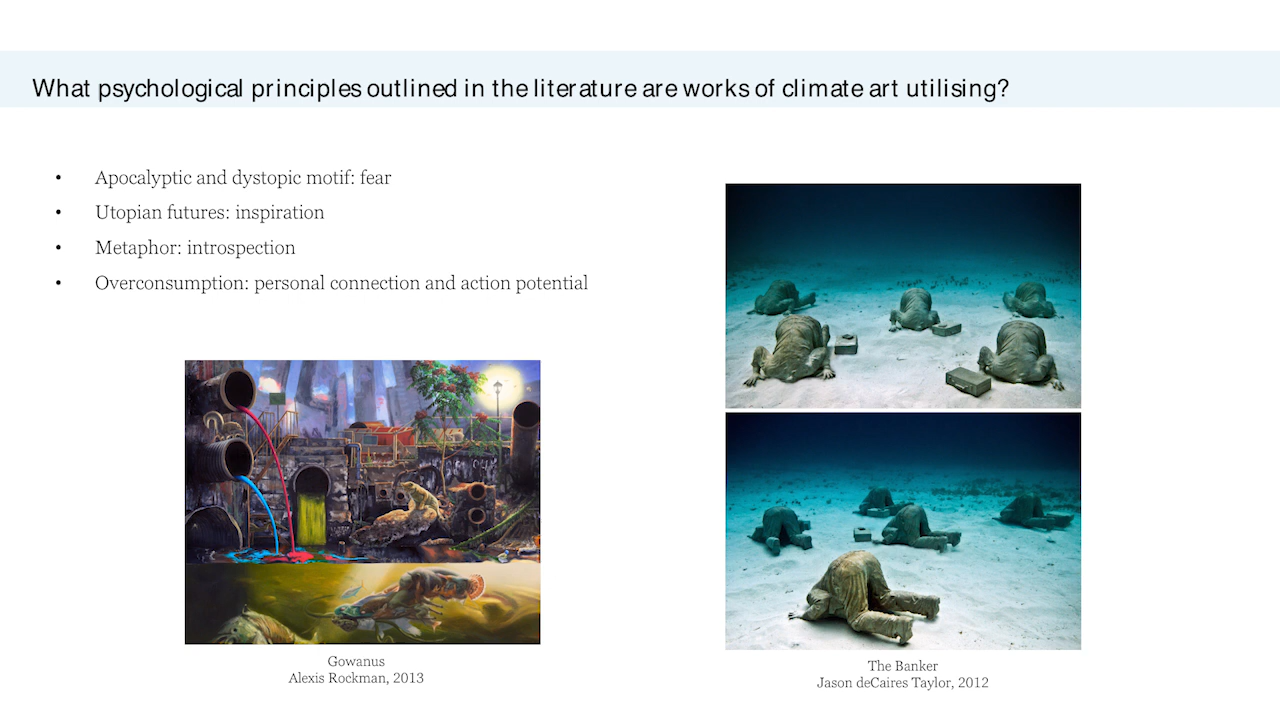 What psychological principles outlined in the literature are works of climate art utilising?
• Apocalyptic and dystopic motif: fear
• Utopian futures: inspiration
• Metaphor: introspection
• Overconsumption: personal connection and action potential
Gowanus
Alexis Rockman, 2013
The Banker
Jason deCaires Taylor, 2012